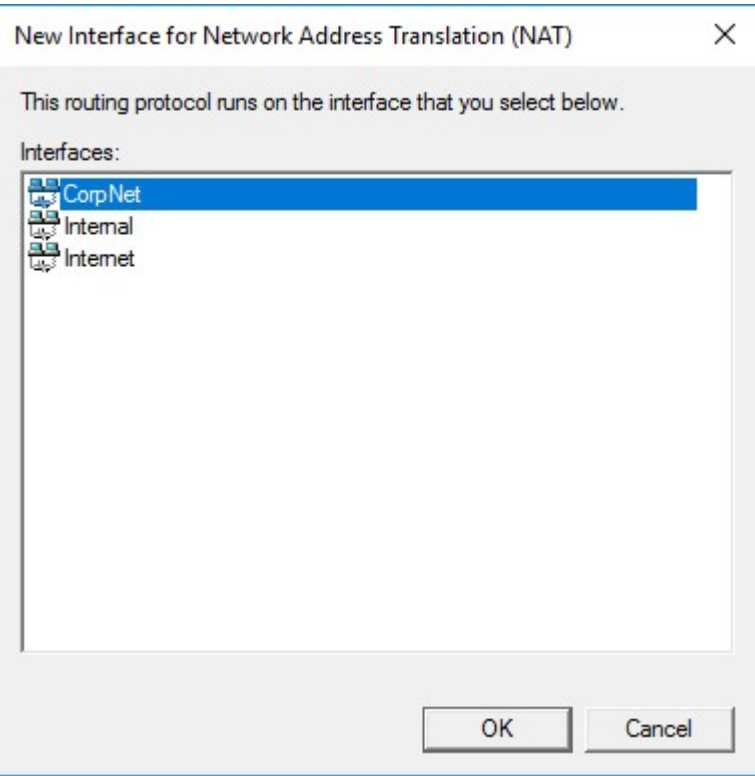 New Interface for Network Address Translation (NAT)
This routing protocol runs on the interface that you select below.
Interfaces:
CorpNet
Internal
Internet
OK Cancel